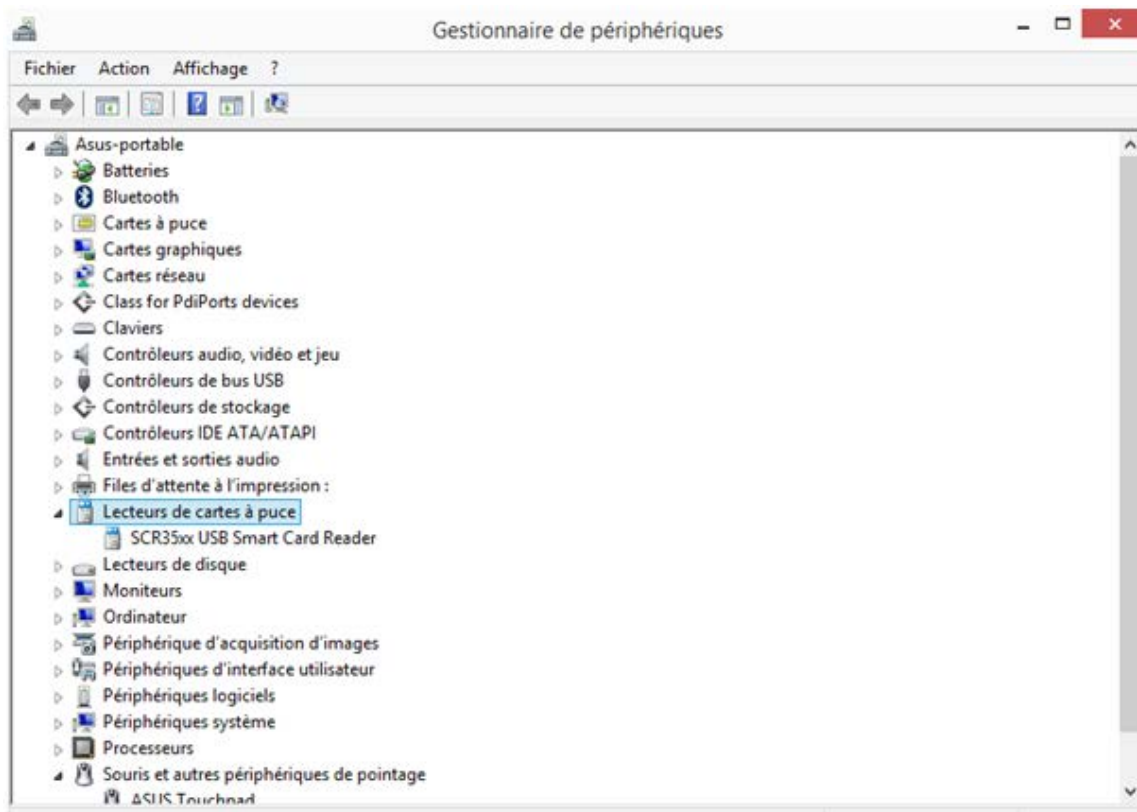 Gestionnaire de périphériques
Fichier Action Affichage ?
Asus-portable
Batteries
Bluetooth
Cartes à puce
Cartes graphiques
Cartes réseau
Class for PdiPorts devices
Claviers
Contrôleurs audio, vidéo et jeu
Contrôleurs de bus USB
Contrôleurs de stockage
Contrôleurs IDE ATA/ATAPI
Entrées et sorties audio
Files d'attente à l'impression :
Lecteurs de cartes à puce
SCR35xx USB Smart Card Reader
Lecteurs de disque
Moniteurs
Ordinateur
Périphérique d'acquisition d'images
Périphériques d'interface utilisateur
Périphériques logiciels
Périphériques système
Processeurs
Souris et autres périphériques de pointage
ASUS Touchpad